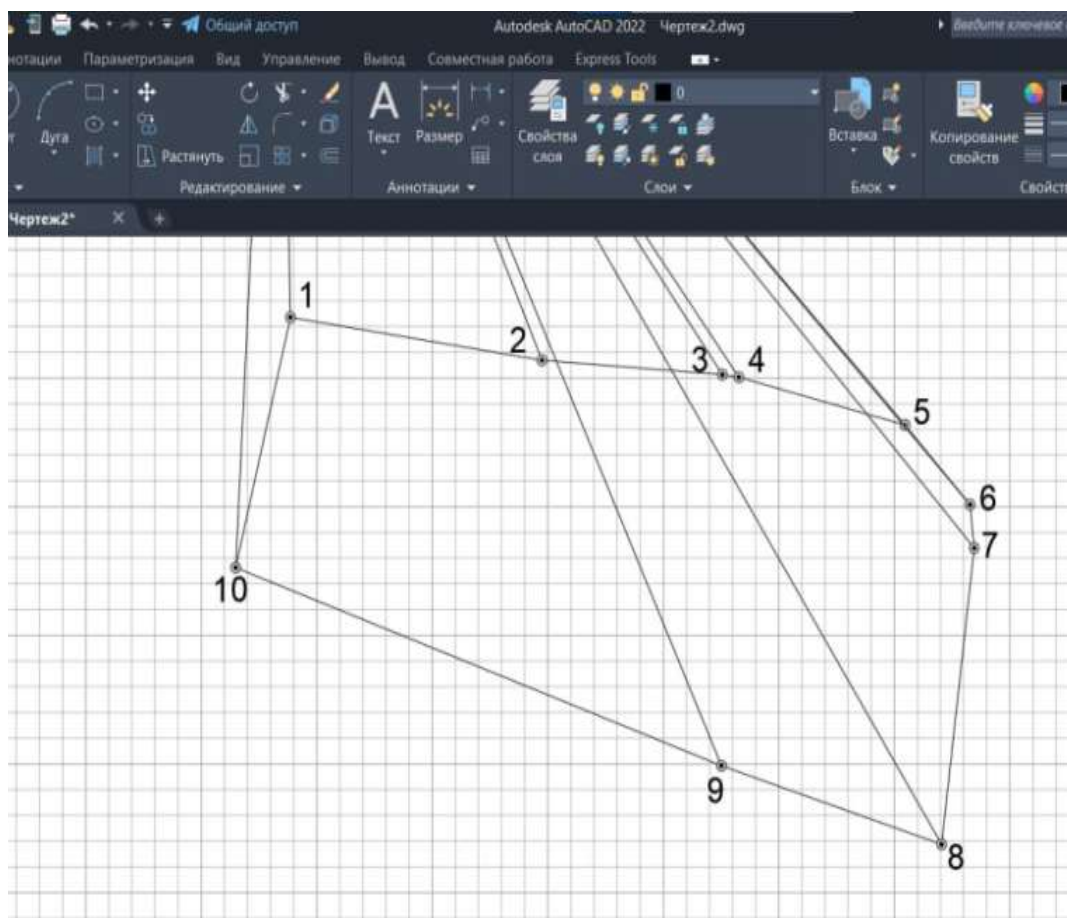 Общий доступ
Autodesk AutoCAD 2022 Чертеж2.dwg
Введите ключевое
нотации Параметризация Вид Управление Вывод Совместная работа Express Tools
0
Дуга
Растянуть
Текст
Размер
Свойства
слоя
Вставка
Копирование
свойств
Редактирование
Аннотации
Слои
Блок
Свойст
Чертеж2*
1
2
3
4
5
6
7
10
9
8